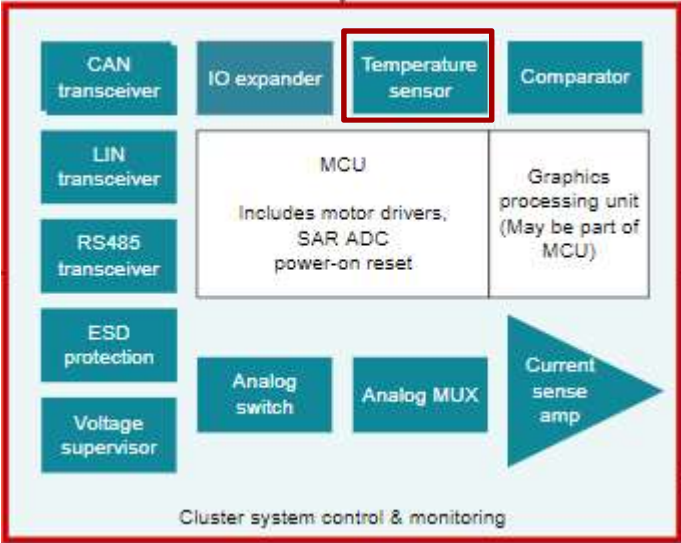 CAN
transceiver
IO expander
Temperature
sensor
Comparator
LIN
transceiver
MCU
Includes motor drivers,
SAR ADC
power-on reset
Graphics
processing unit
(May be part of
MCU)
RS485
transceiver
ESD
protection
Analog
switch
Analog MUX
Current
sense
amp
Voltage
supervisor
Cluster system control & monitoring